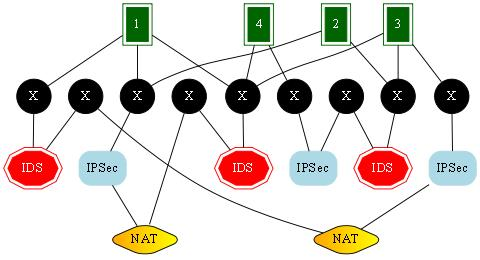 1 4 2 3
X X X X X X X X X
IDS IPSec IDS IPSec IDS IPSec
NAT NAT